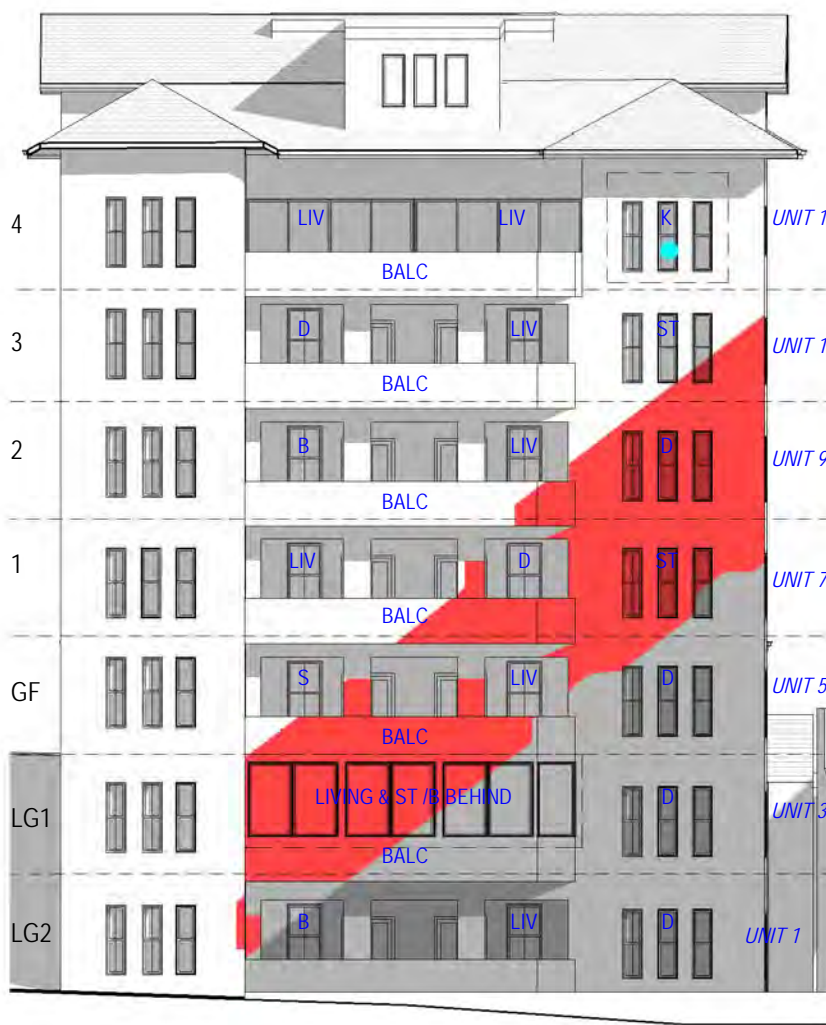 4 LIV LIV K UNIT 1
BALC
3 D LIV ST UNIT 1
BALC
2 B LIV D UNIT 9
BALC
1 LIV D ST UNIT 7
BALC
GF S LIV D UNIT 5
BALC
LG1 LIVING & ST /B BEHIND D UNIT 3
BALC
LG2 B LIV D UNIT 1